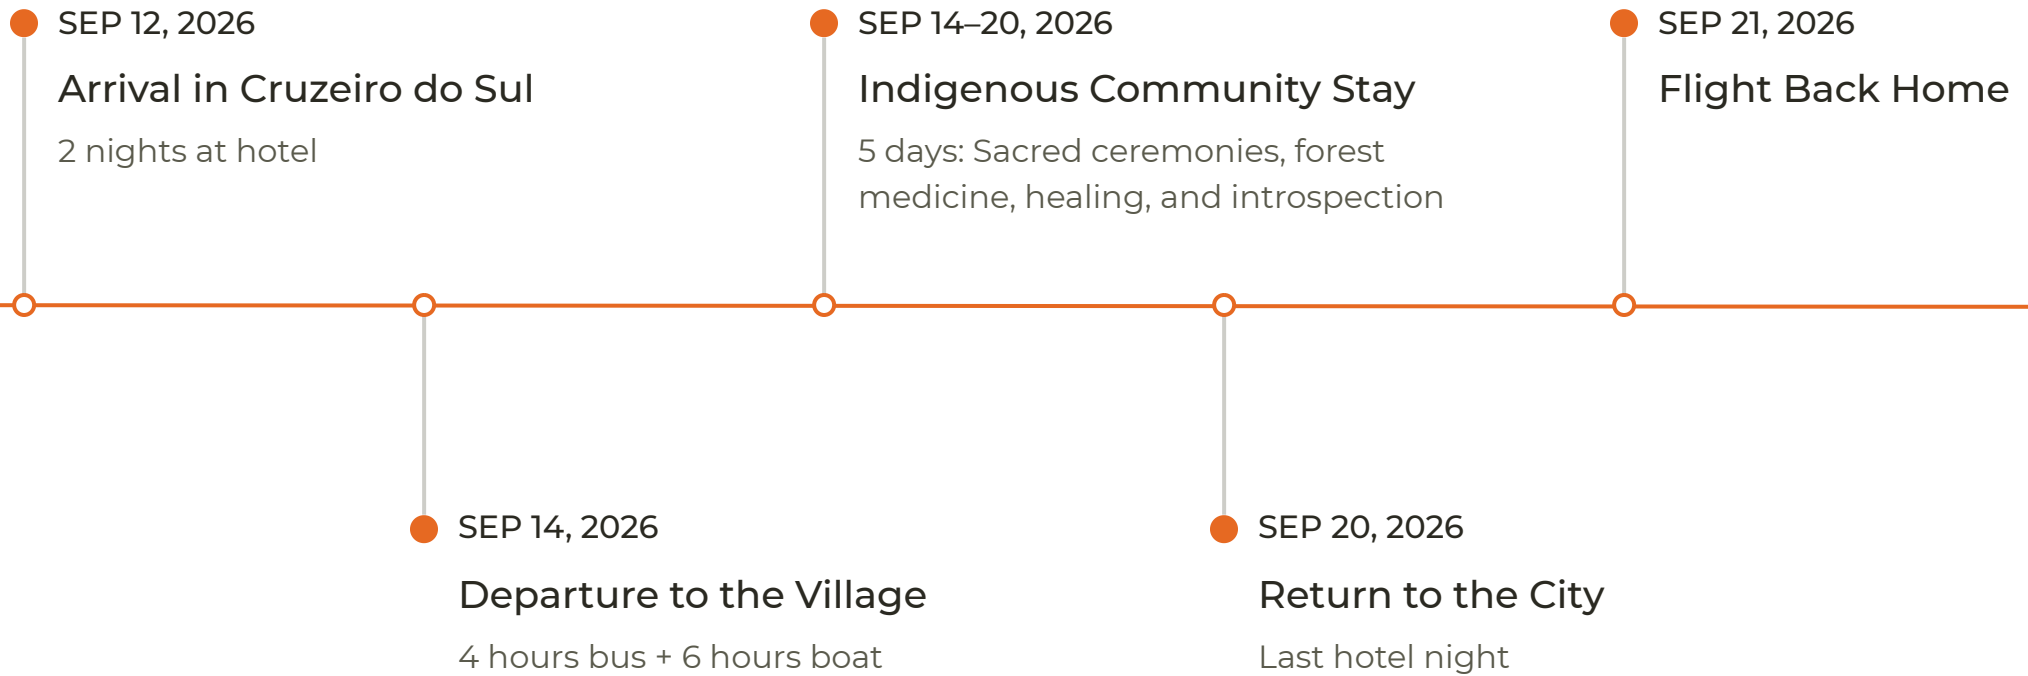 SEP 12, 2026
Arrival in Cruzeiro do Sul
2 nights at hotel
SEP 14, 2026
Departure to the Village
4 hours bus + 6 hours boat
SEP 14–20, 2026
Indigenous Community Stay
5 days: Sacred ceremonies, forest
medicine, healing, and introspection
SEP 20, 2026
Return to the City
Last hotel night
SEP 21, 2026
Flight Back Home